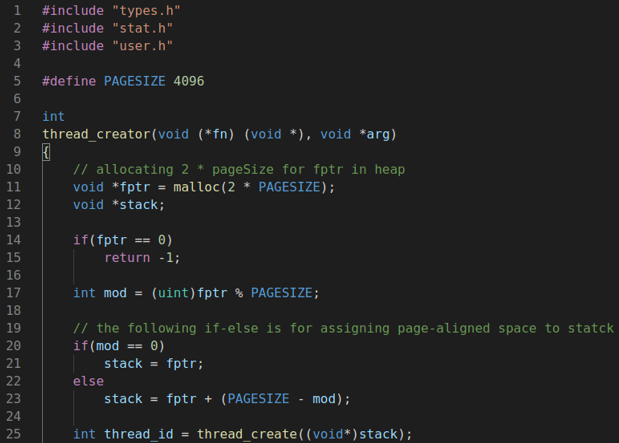 1 #include "types.h"
2 #include "stat.h"
3 #include "user.h"
4
5 #define PAGESIZE 4096
6
7 int
8 thread_creator(void (*fn) (void *), void *arg)
9 {
10     // allocating 2 * pageSize for fptr in heap
11     void *fptr = malloc(2 * PAGESIZE);
12     void *stack;
13
14     if(fptr == 0)
15         return -1;
16
17     int mod = (uint)fptr % PAGESIZE;
18
19     // the following if-else is for assigning page-aligned space to statck
20     if(mod == 0)
21         stack = fptr;
22     else
23         stack = fptr + (PAGESIZE - mod);
24
25     int thread_id = thread_create((void*)stack);